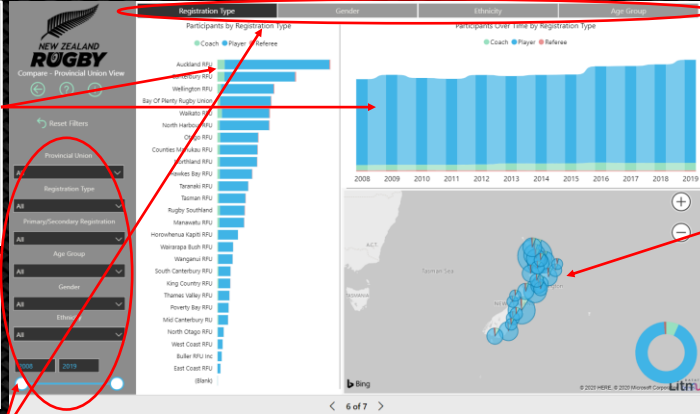 Registration Type
Gender
Ethnicity
Age Group
NEW ZEALAND
RUGBY
Compare - Provincial Union View
Reset Filters
Provincial Union
All
Registration Type
All
Primary/Secondary Registration
All
Age Group
All
Gender
All
Ethnicity
All
2008
2019
Participants by Registration Type
Coach Player Referee
Auckland RFU
Canterbury RFU
Wellington RFU
Bay Of Plenty Rugby Union
Waikato RFU
North Harbour RFU
Otago RFU
Counties Manukau RFU
Northland RFU
Hawkes Bay RFU
Taranaki RFU
Tasman RFU
Rugby Southland
Manawatu RFU
Horowhenua Kapiti RFU
Wairarapa Bush RFU
Wanganui RFU
South Canterbury RFU
King Country RFU
Thames Valley RFU
Poverty Bay RFU
Mid Canterbury RU
North Otago RFU
West Coast RFU
Buller RFU Inc
East Coast RFU
(Blank)
Participants Over Time by Registration Type
Coach Player Referee
2008 2009 2010 2011 2012 2013 2014 2015 2016 2017 2018 2019
ACT
Tasman Sea
Bing
© 2020 HERE, © 2020 Microsoft
6 of 7